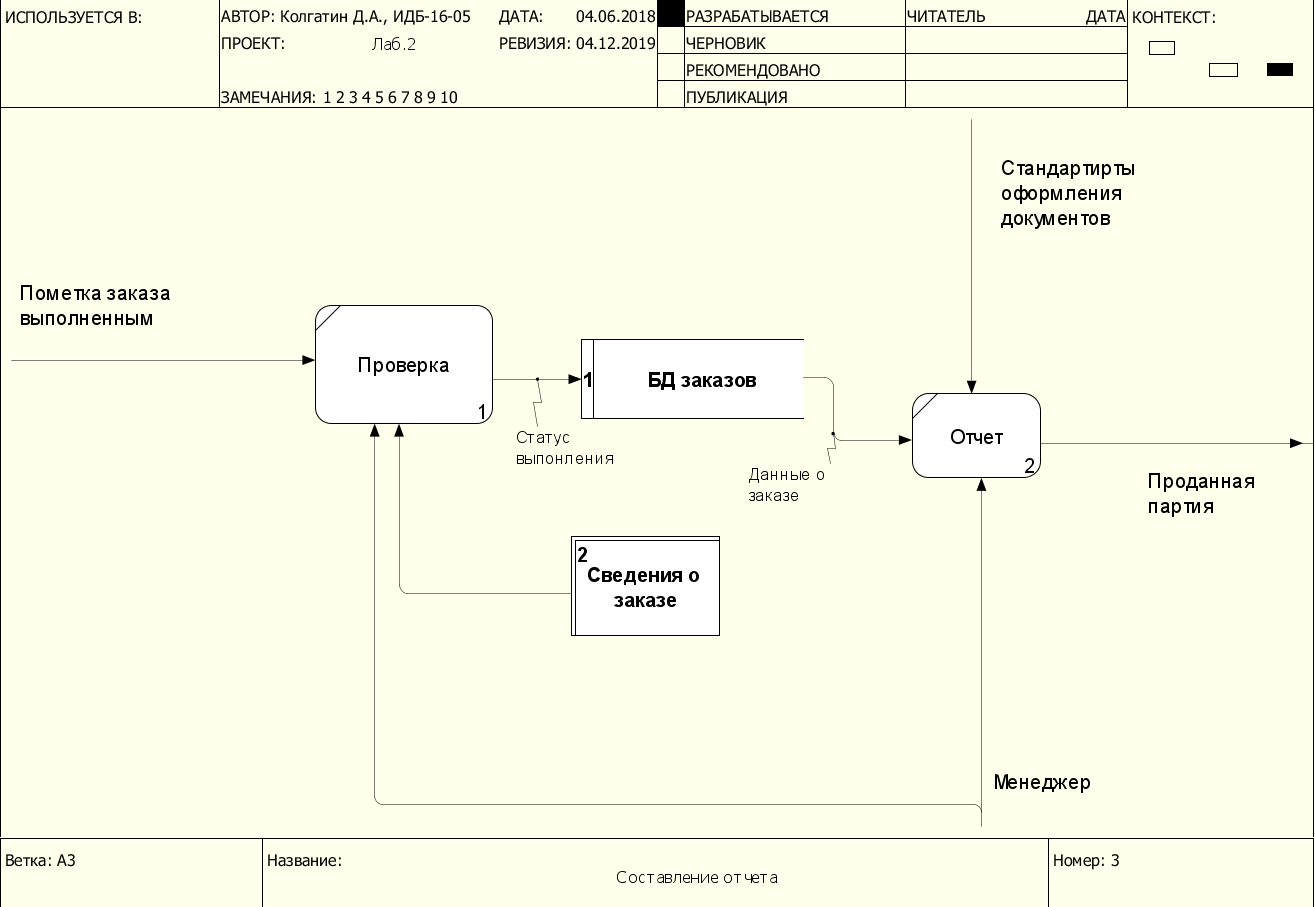 ИСПОЛЬЗУЕТСЯ В:
АВТОР: Колгатин Д.А., ИДБ-16-05
ДАТА: 04.06.2018
РАЗРАБАТЫВАЕТСЯ
ЧИТАТЕЛЬ
ДАТА
КОНТЕКСТ:
ПРОЕКТ: Лаб.2
РЕВИЗИЯ: 04.12.2019
ЧЕРНОВИК
РЕКОМЕНДОВАНО
ЗАМЕЧАНИЯ: 1 2 3 4 5 6 7 8 9 10
ПУБЛИКАЦИЯ
Стандартирты
оформления
документов
Пометка заказа
выполненным
Проверка
1
1
БД заказов
Статус
выпонления
Данные о
заказе
Отчет
2
Проданная
партия
2
Сведения о
заказе
Менеджер
Ветка: A3
Название:
Составление отчета
Номер: 3